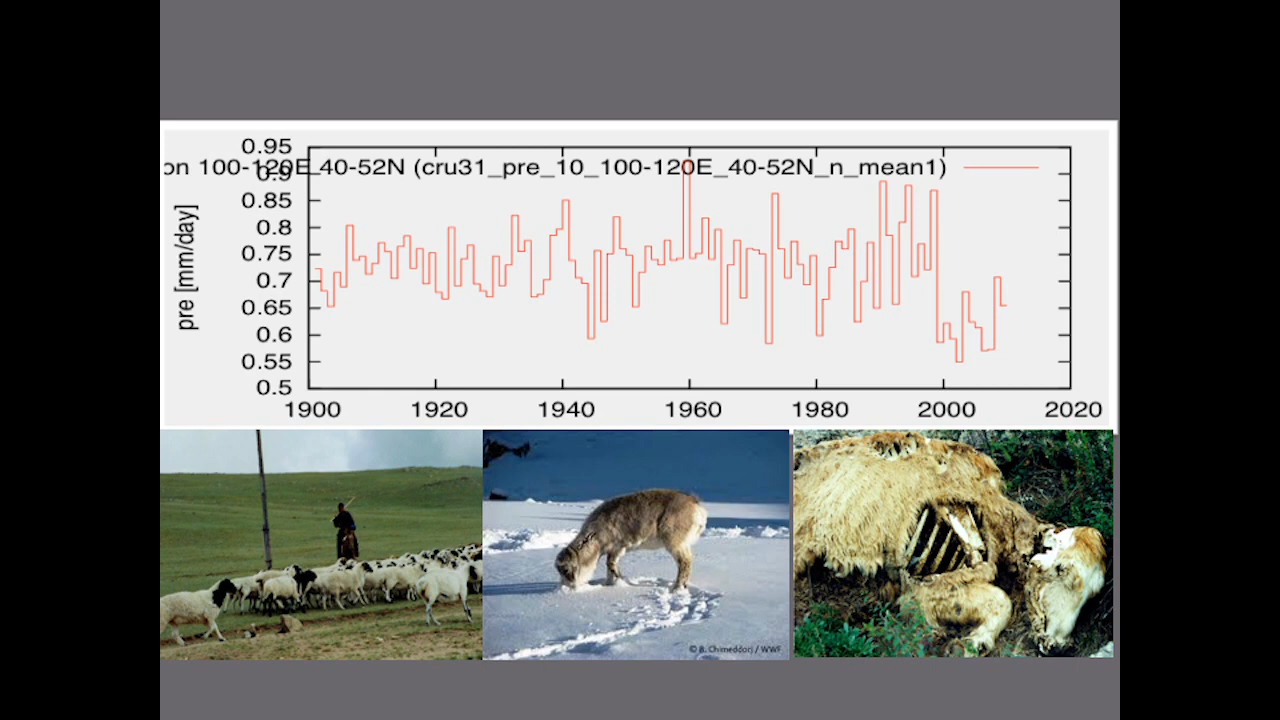 0.95
on 100-120E 40-52N (cru31_pre_10_100-120E_40-52N_n_mean1)
0.9
0.85
0.8
0.75
0.7
0.65
0.6
0.55
0.5
pre [mm/day]
1900 1920 1940 1960 1980 2000 2020
© B. Chimeddorj / WWF